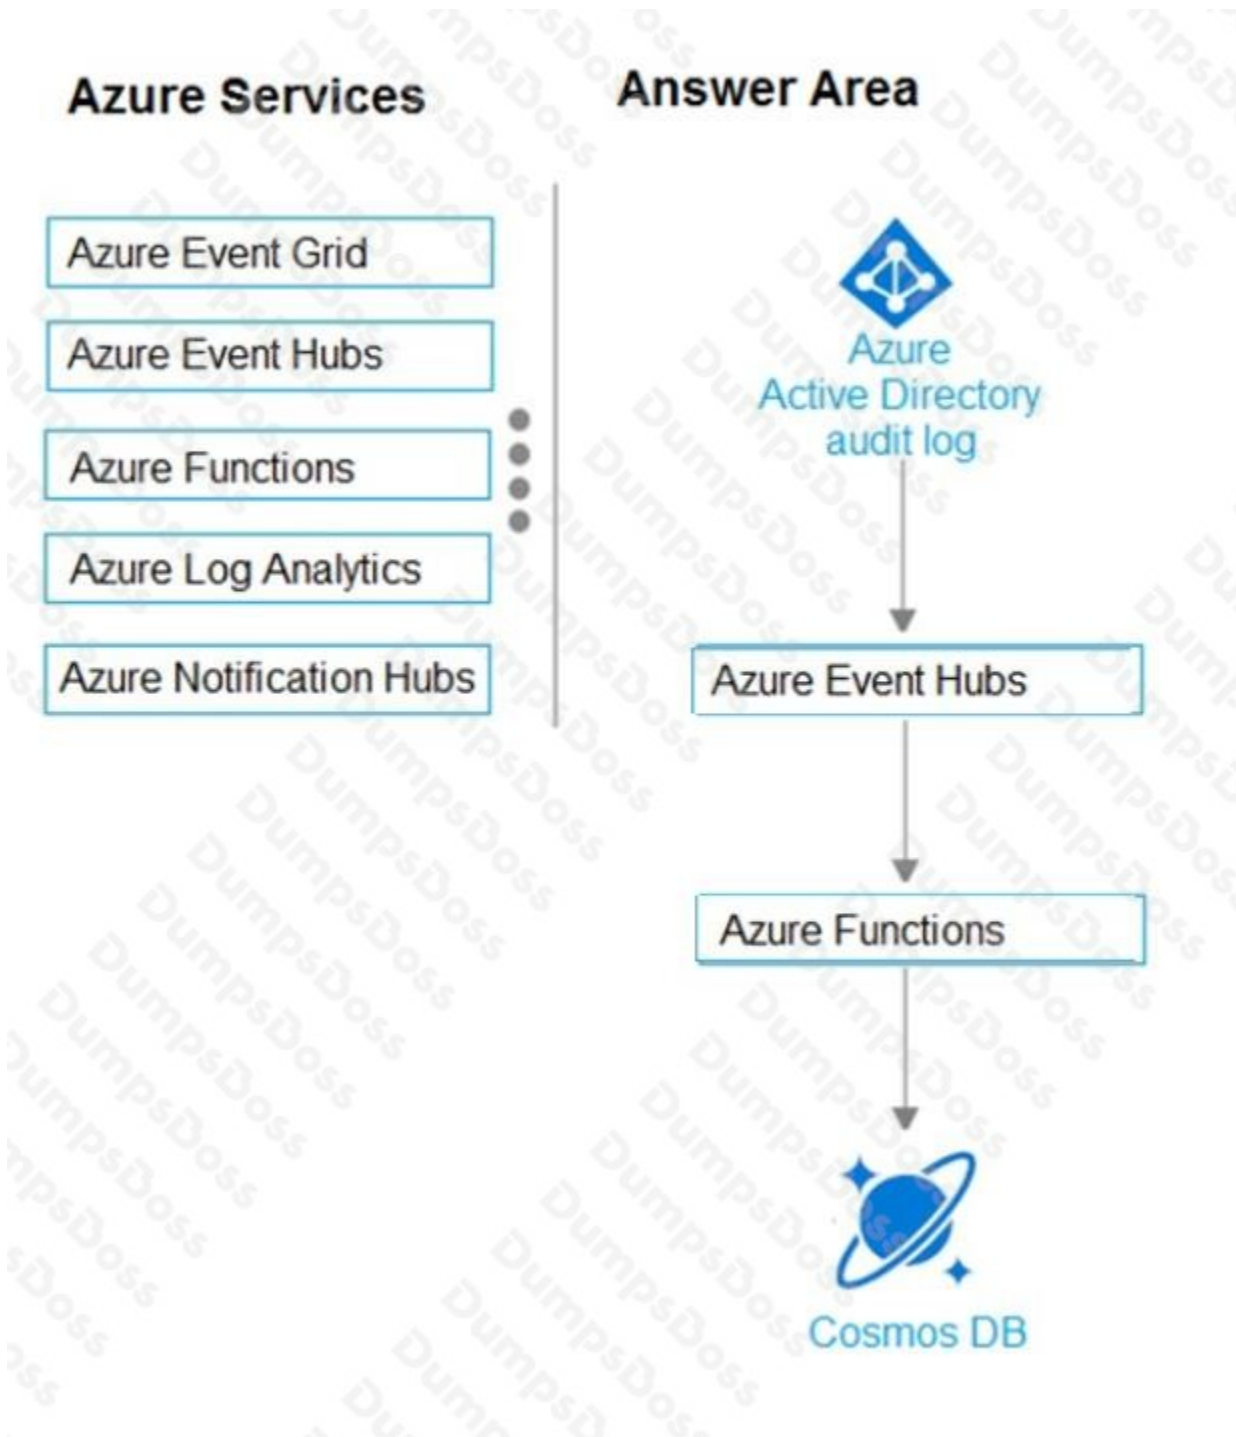 Azure Services
Answer Area
Azure Event Grid
Azure Event Hubs
Azure Functions
Azure Log Analytics
Azure Notification Hubs
Azure
Active Directory
audit log
Azure Event Hubs
Azure Functions
Cosmos DB
DumpsDoss